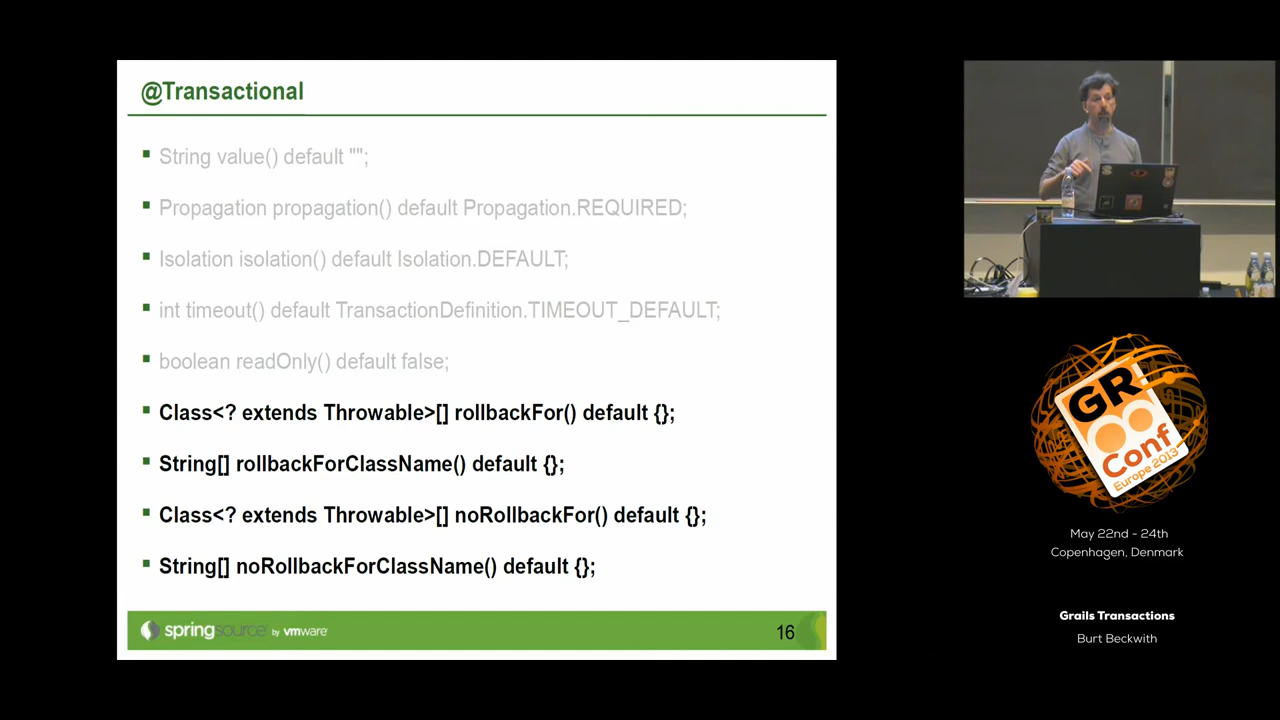 @Transactional
String value() default "";
Propagation propagation() default Propagation.REQUIRED;
Isolation isolation() default Isolation.DEFAULT;
int timeout() default TransactionDefinition.TIMEOUT_DEFAULT;
boolean readOnly() default false;
Class<? extends Throwable>[] rollbackFor() default {};
String[] rollbackForClassName() default {};
Class<? extends Throwable>[] noRollbackFor() default {};
String[] noRollbackForClassName() default {};
springsource by vmware
16
GR
Conf
Europe 2013
May 22nd - 24th
Copenhagen, Denmark
Grails Transactions
Burt Beckwith